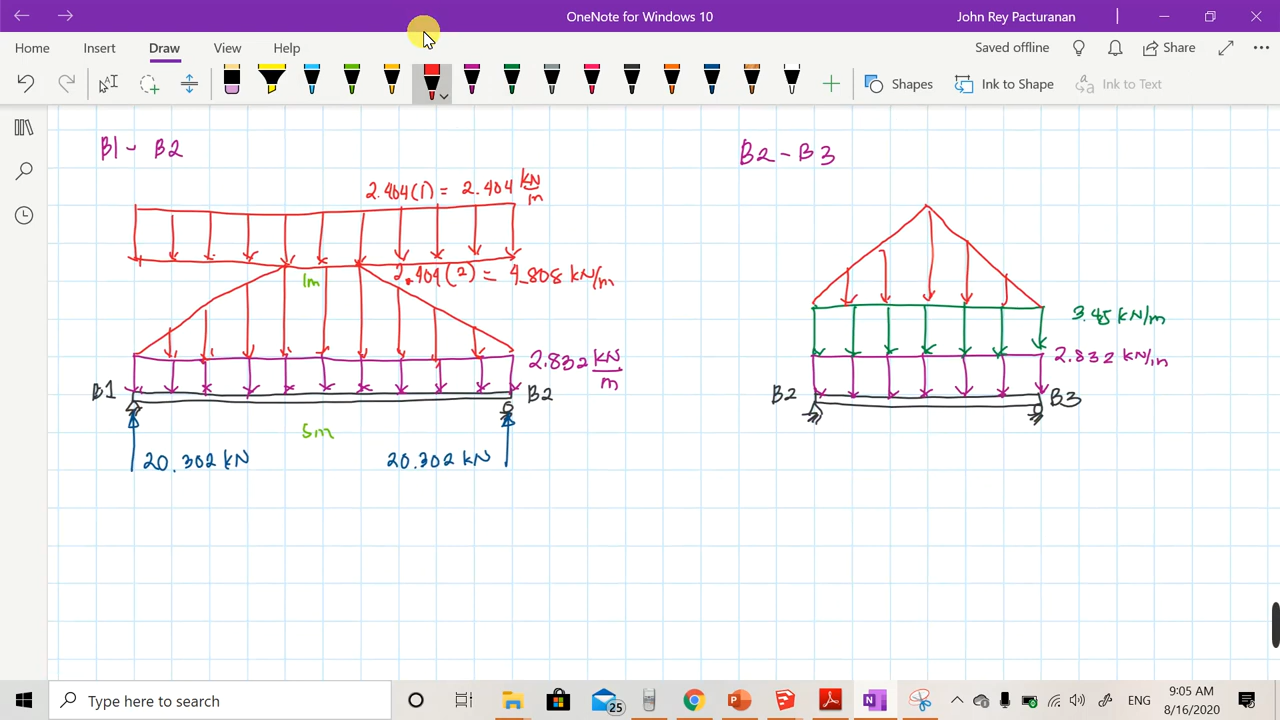 OneNote for Windows 10
John Rey Pacturanan
Home Insert Draw View Help
Saved offline
Share
Shapes
Ink to Shape
Ink to Text
B1 - B2
2.404(1) = 2.404 kN/m
1m
2.404(2) = 4.808 kN/m
2.832 kN/m
B1
B2
5m
20.302 kN
20.302 kN
B2 - B3
3.45 kN/m
2.832 kN/m
B2
B3
Type here to search
25
ENG
9:05 AM
8/16/2020